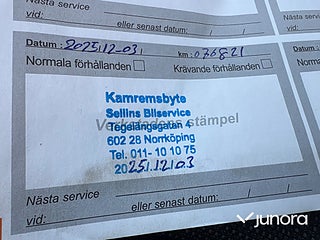 Nästa service
vid:
eller senast datum: / /
Datum: 2025.12-03 km: 076821
Normala förhållanden Krävande förhållanden
Verkstadens stämpel
Kamremsbyte
Sellins Bilservice
Tegelängsgatan 4
602 28 Norrköping
Tel. 011- 10 10 75
2025.12.03
Nästa service
vid:
eller senast datum: / /
Da
No
junora